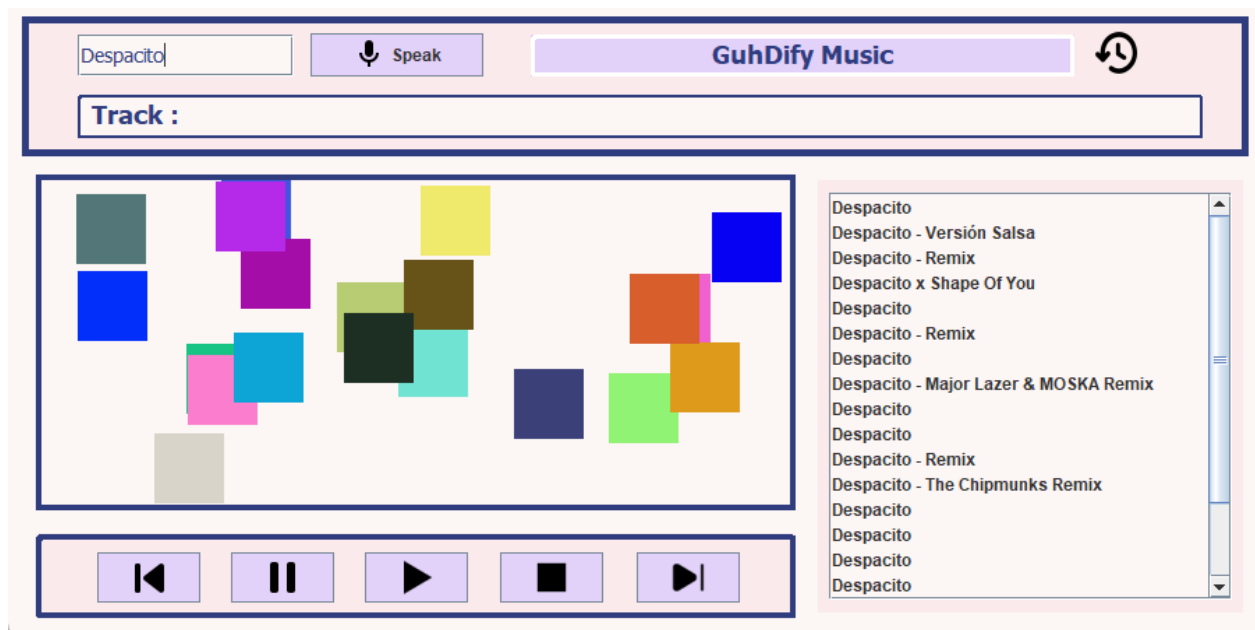 Despacito
Speak
GuhDify Music
Track :
Despacito
Despacito - Versión Salsa
Despacito - Remix
Despacito x Shape Of You
Despacito
Despacito - Remix
Despacito
Despacito - Major Lazer & MOSKA Remix
Despacito
Despacito
Despacito - Remix
Despacito - The Chipmunks Remix
Despacito
Despacito
Despacito
Despacito